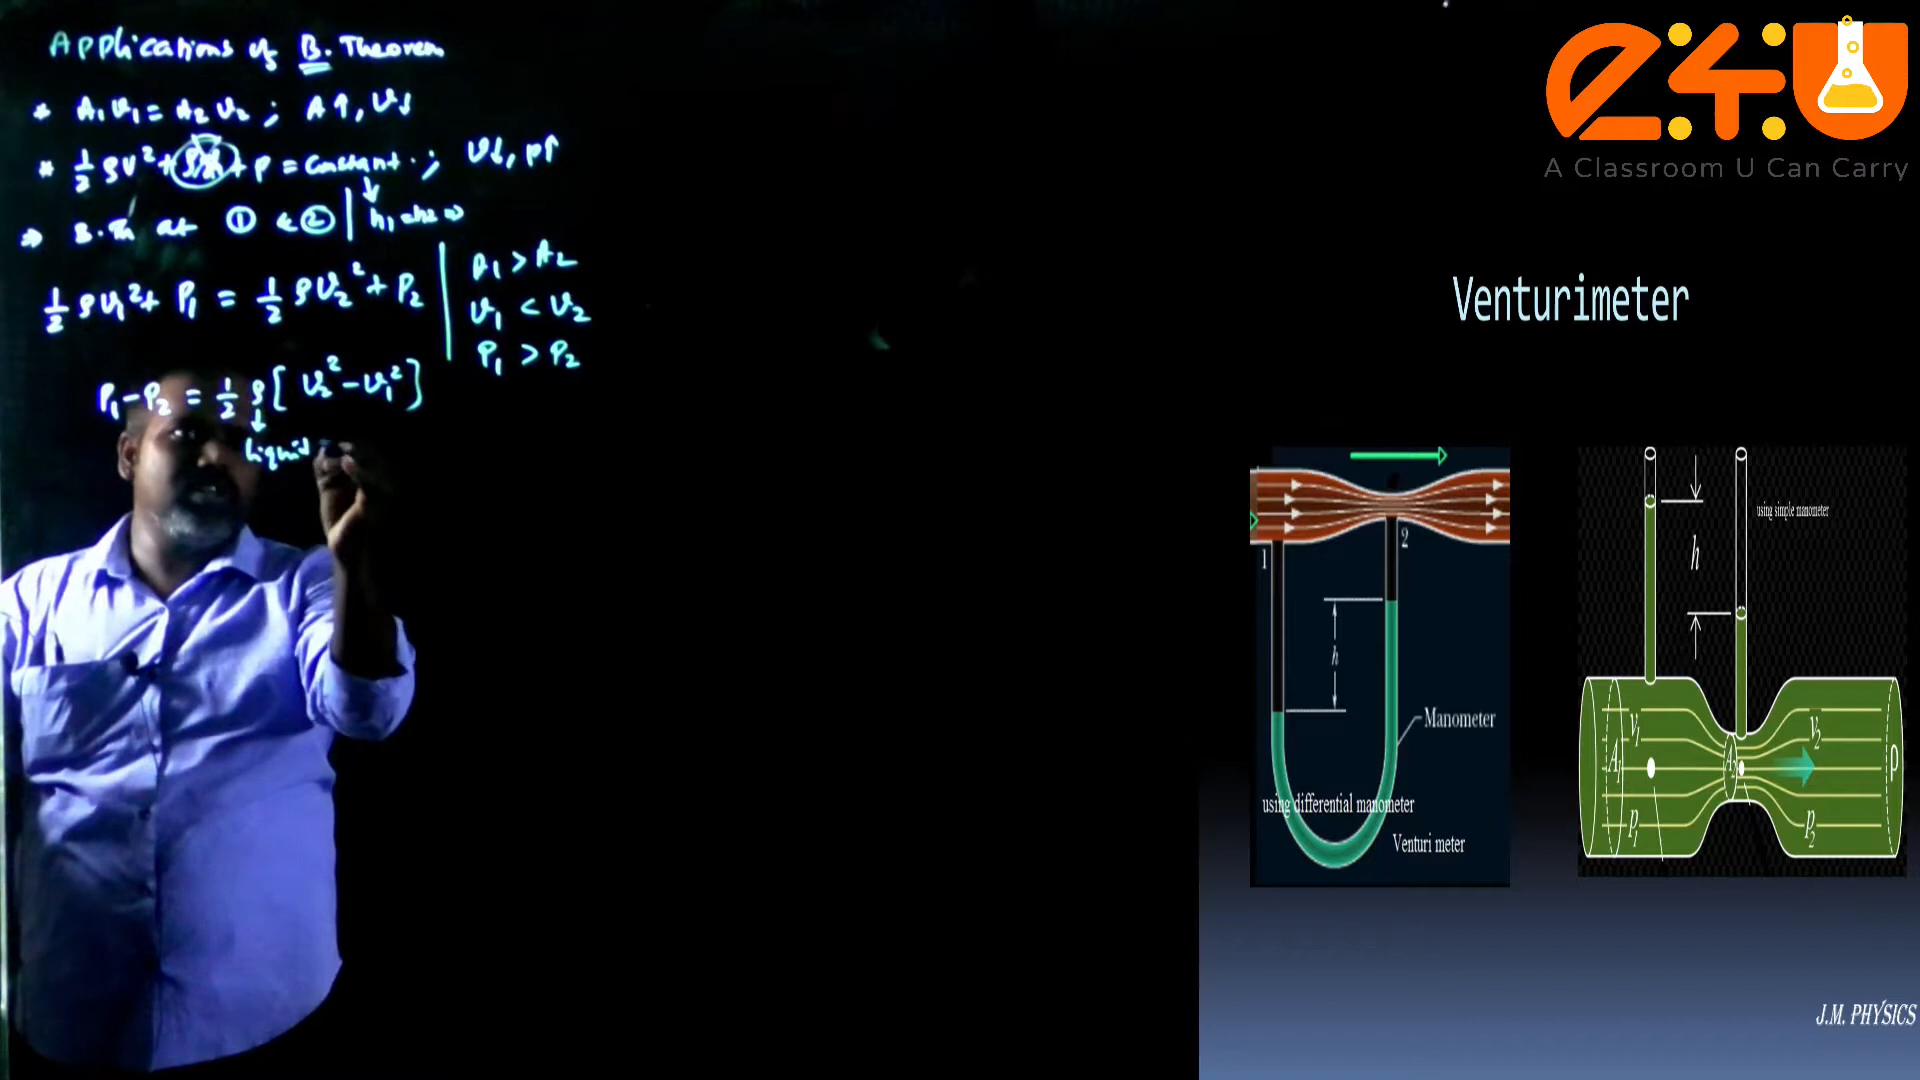 Applications of B. Theorem
* A₁v₁ = A₂v₂ ; A↑, v↓
* ½ρv² + ρgh + P = Constant. ; v↓, P↑
⇒ B.Th at ① & ② | h₁ = h₂ ⇒
½ρv₁² + P₁ = ½ρv₂² + P₂
A₁ > A₂
v₁ < v₂
P₁ > P₂
P₁ - P₂ = ½ρ[v₂² - v₁²]
↓
liquid
e4U
A Classroom U Can Carry
Venturimeter
1
2
h
Manometer
using differential manometer
Venturi meter
h
using simple manometer
v₁
v₂
A₁
A₂
ρ
p₁
p₂
J.M. PHYSICS